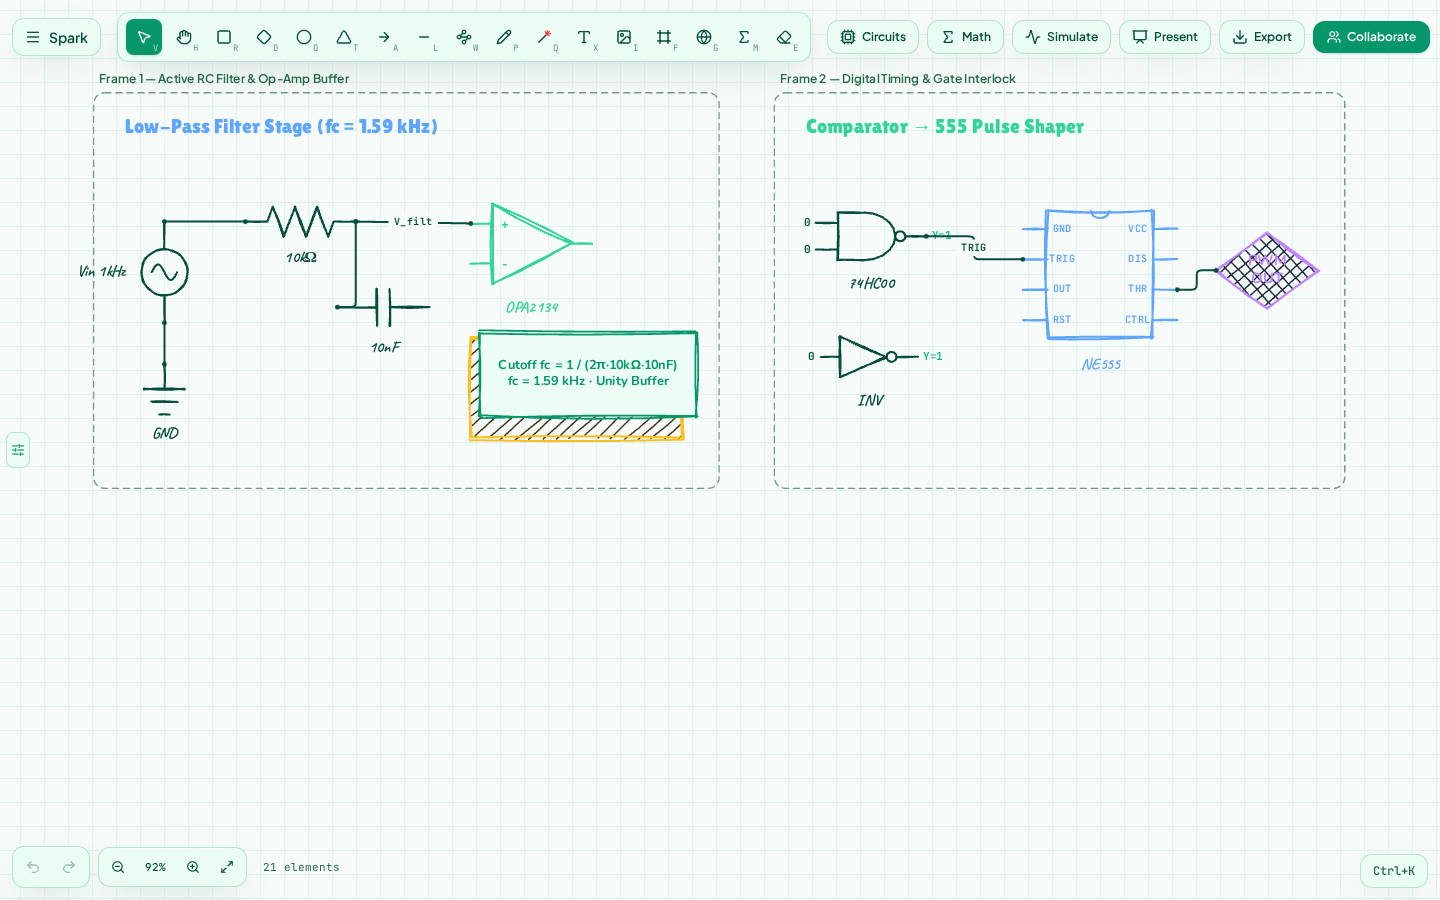 Spark
V
H
R
D
O
T
A
L
W
P
Q
X
I
F
G
M
E
Circuits
Math
Simulate
Present
Export
Collaborate
Frame 1 — Active RC Filter & Op-Amp Buffer
Low-Pass Filter Stage (fc = 1.59 kHz)
V_filt
+
-
10kΩ
Vin 1kHz
OPA2134
10nF
Cutoff fc = 1 / (2π·10kΩ·10nF)
fc = 1.59 kHz · Unity Buffer
GND
Frame 2 — Digital Timing & Gate Interlock
Comparator → 555 Pulse Shaper
0
0
Y=1
TRIG
74HC00
GND
VCC
TRIG
DIS
OUT
THR
RST
CTRL
NE555
PWM
OUT
0
Y=1
INV
92%
21 elements
Ctrl+K